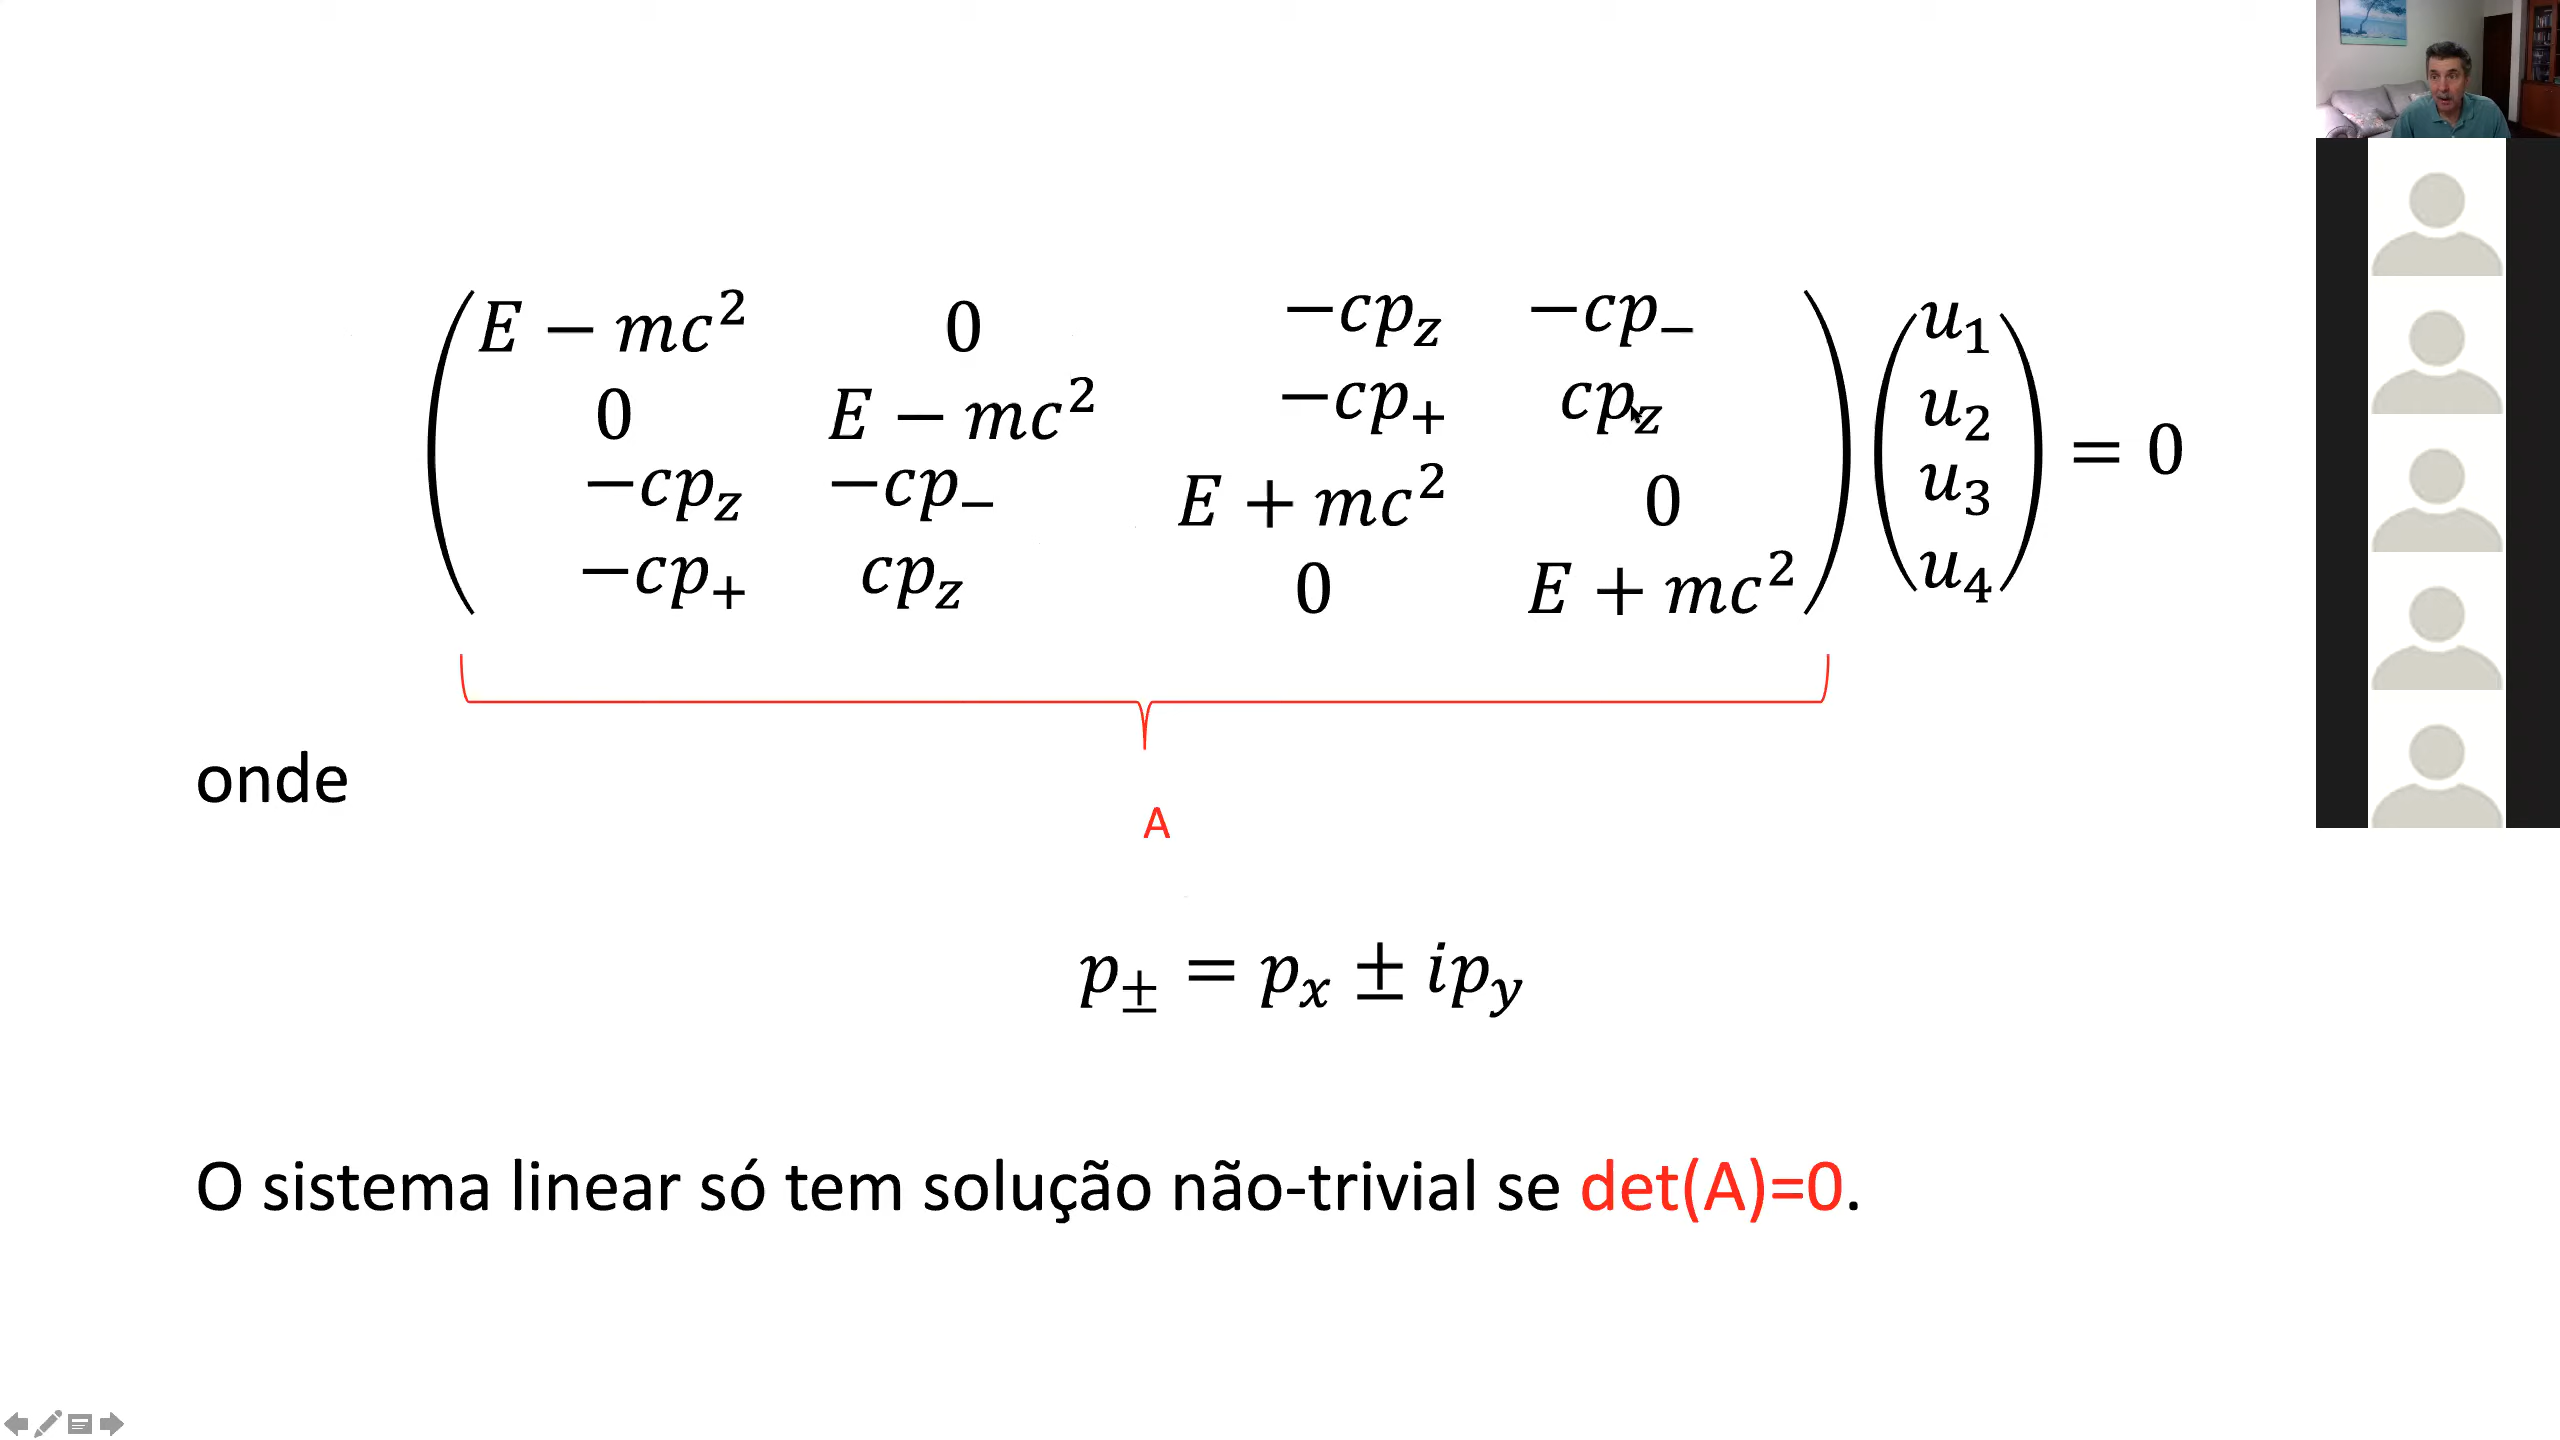 E − mc² 0 −cp_z −cp_−
0 E − mc² −cp_+ cp_z
−cp_z −cp_− E + mc² 0
−cp_+ cp_z 0 E + mc²
u₁
u₂
u₃
u₄
= 0
A
onde
p_± = p_x ± ip_y
O sistema linear só tem solução não-trivial se det(A)=0.